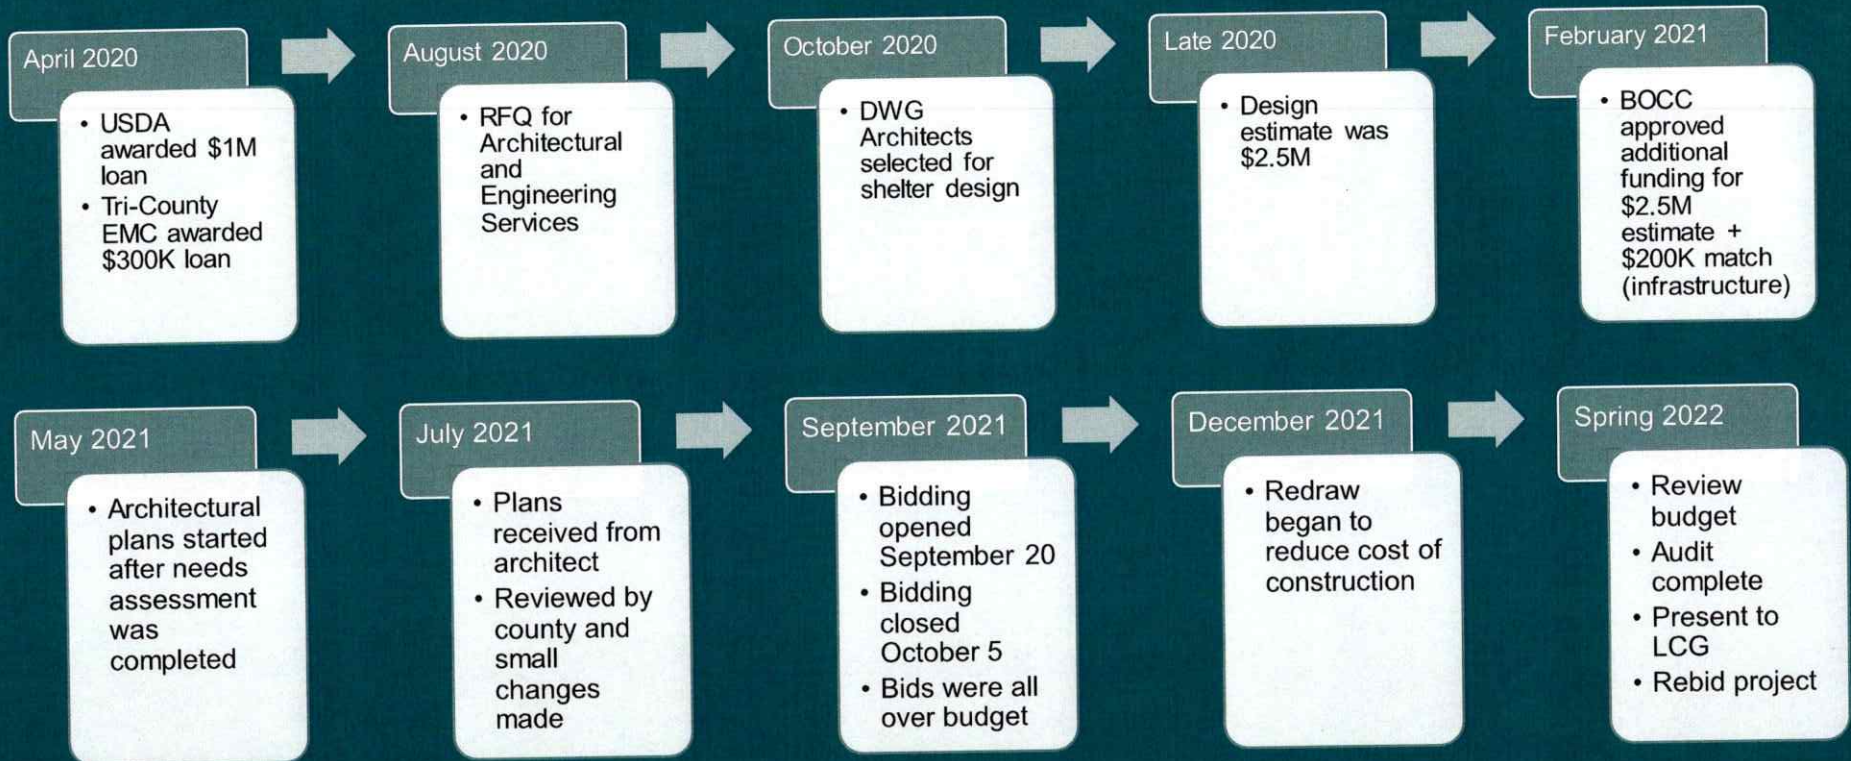 April 2020
• USDA
awarded $1M
loan
• Tri-County
EMC awarded
$300K loan
August 2020
• RFQ for
Architectural
and
Engineering
Services
October 2020
• DWG
Architects
selected for
shelter design
Late 2020
• Design
estimate was
$2.5M
February 2021
• BOCC
approved
additional
funding for
$2.5M
estimate +
$200K match
(infrastructure)
May 2021
• Architectural
plans started
after needs
assessment
was
completed
July 2021
• Plans
received from
architect
• Reviewed by
county and
small
changes
made
September 2021
• Bidding
opened
September 20
• Bidding
closed
October 5
• Bids were all
over budget
December 2021
• Redraw
began to
reduce cost of
construction
Spring 2022
• Review
budget
• Audit
complete
• Present to
LCG
• Rebid project